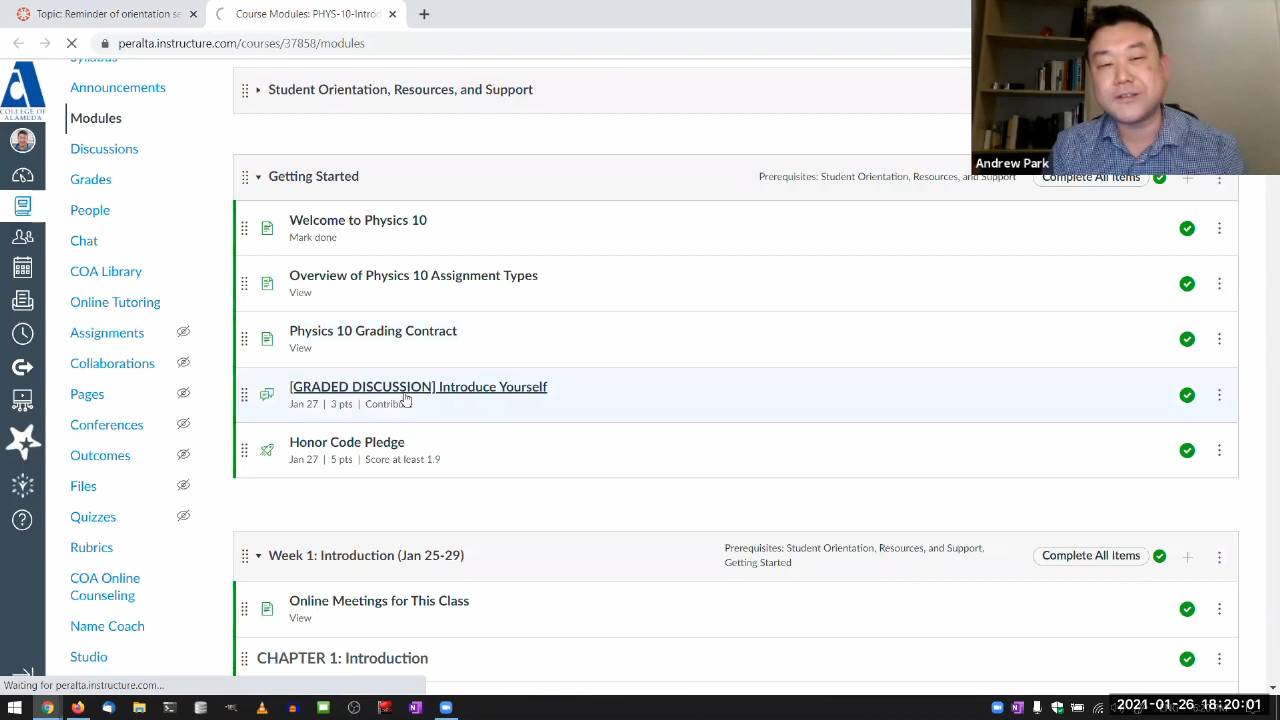 Topic: Reminder of orientation se
Course Modules: PHYS-10-Introd
peralta.instructure.com/courses/37858/modules
Andrew Park
COLLEGE OF
ALAMEDA
Syllabus
Announcements
Modules
Discussions
Grades
People
Chat
COA Library
Online Tutoring
Assignments
Collaborations
Pages
Conferences
Outcomes
Files
Quizzes
Rubrics
COA Online
Counseling
Name Coach
Studio
Student Orientation, Resources, and Support
Getting Started
Prerequisites: Student Orientation, Resources, and Support
Complete All Items
Welcome to Physics 10
Mark done
Overview of Physics 10 Assignment Types
View
Physics 10 Grading Contract
View
[GRADED DISCUSSION] Introduce Yourself
Jan 27 | 3 pts | Contribu
Honor Code Pledge
Jan 27 | 5 pts | Score at least 1.9
Week 1: Introduction (Jan 25-29)
Prerequisites: Student Orientation, Resources, and Support,
Getting Started
Complete All Items
Online Meetings for This Class
View
CHAPTER 1: Introduction
Waiting for peralta.instructure.com...
2021-01-26 18:20:01